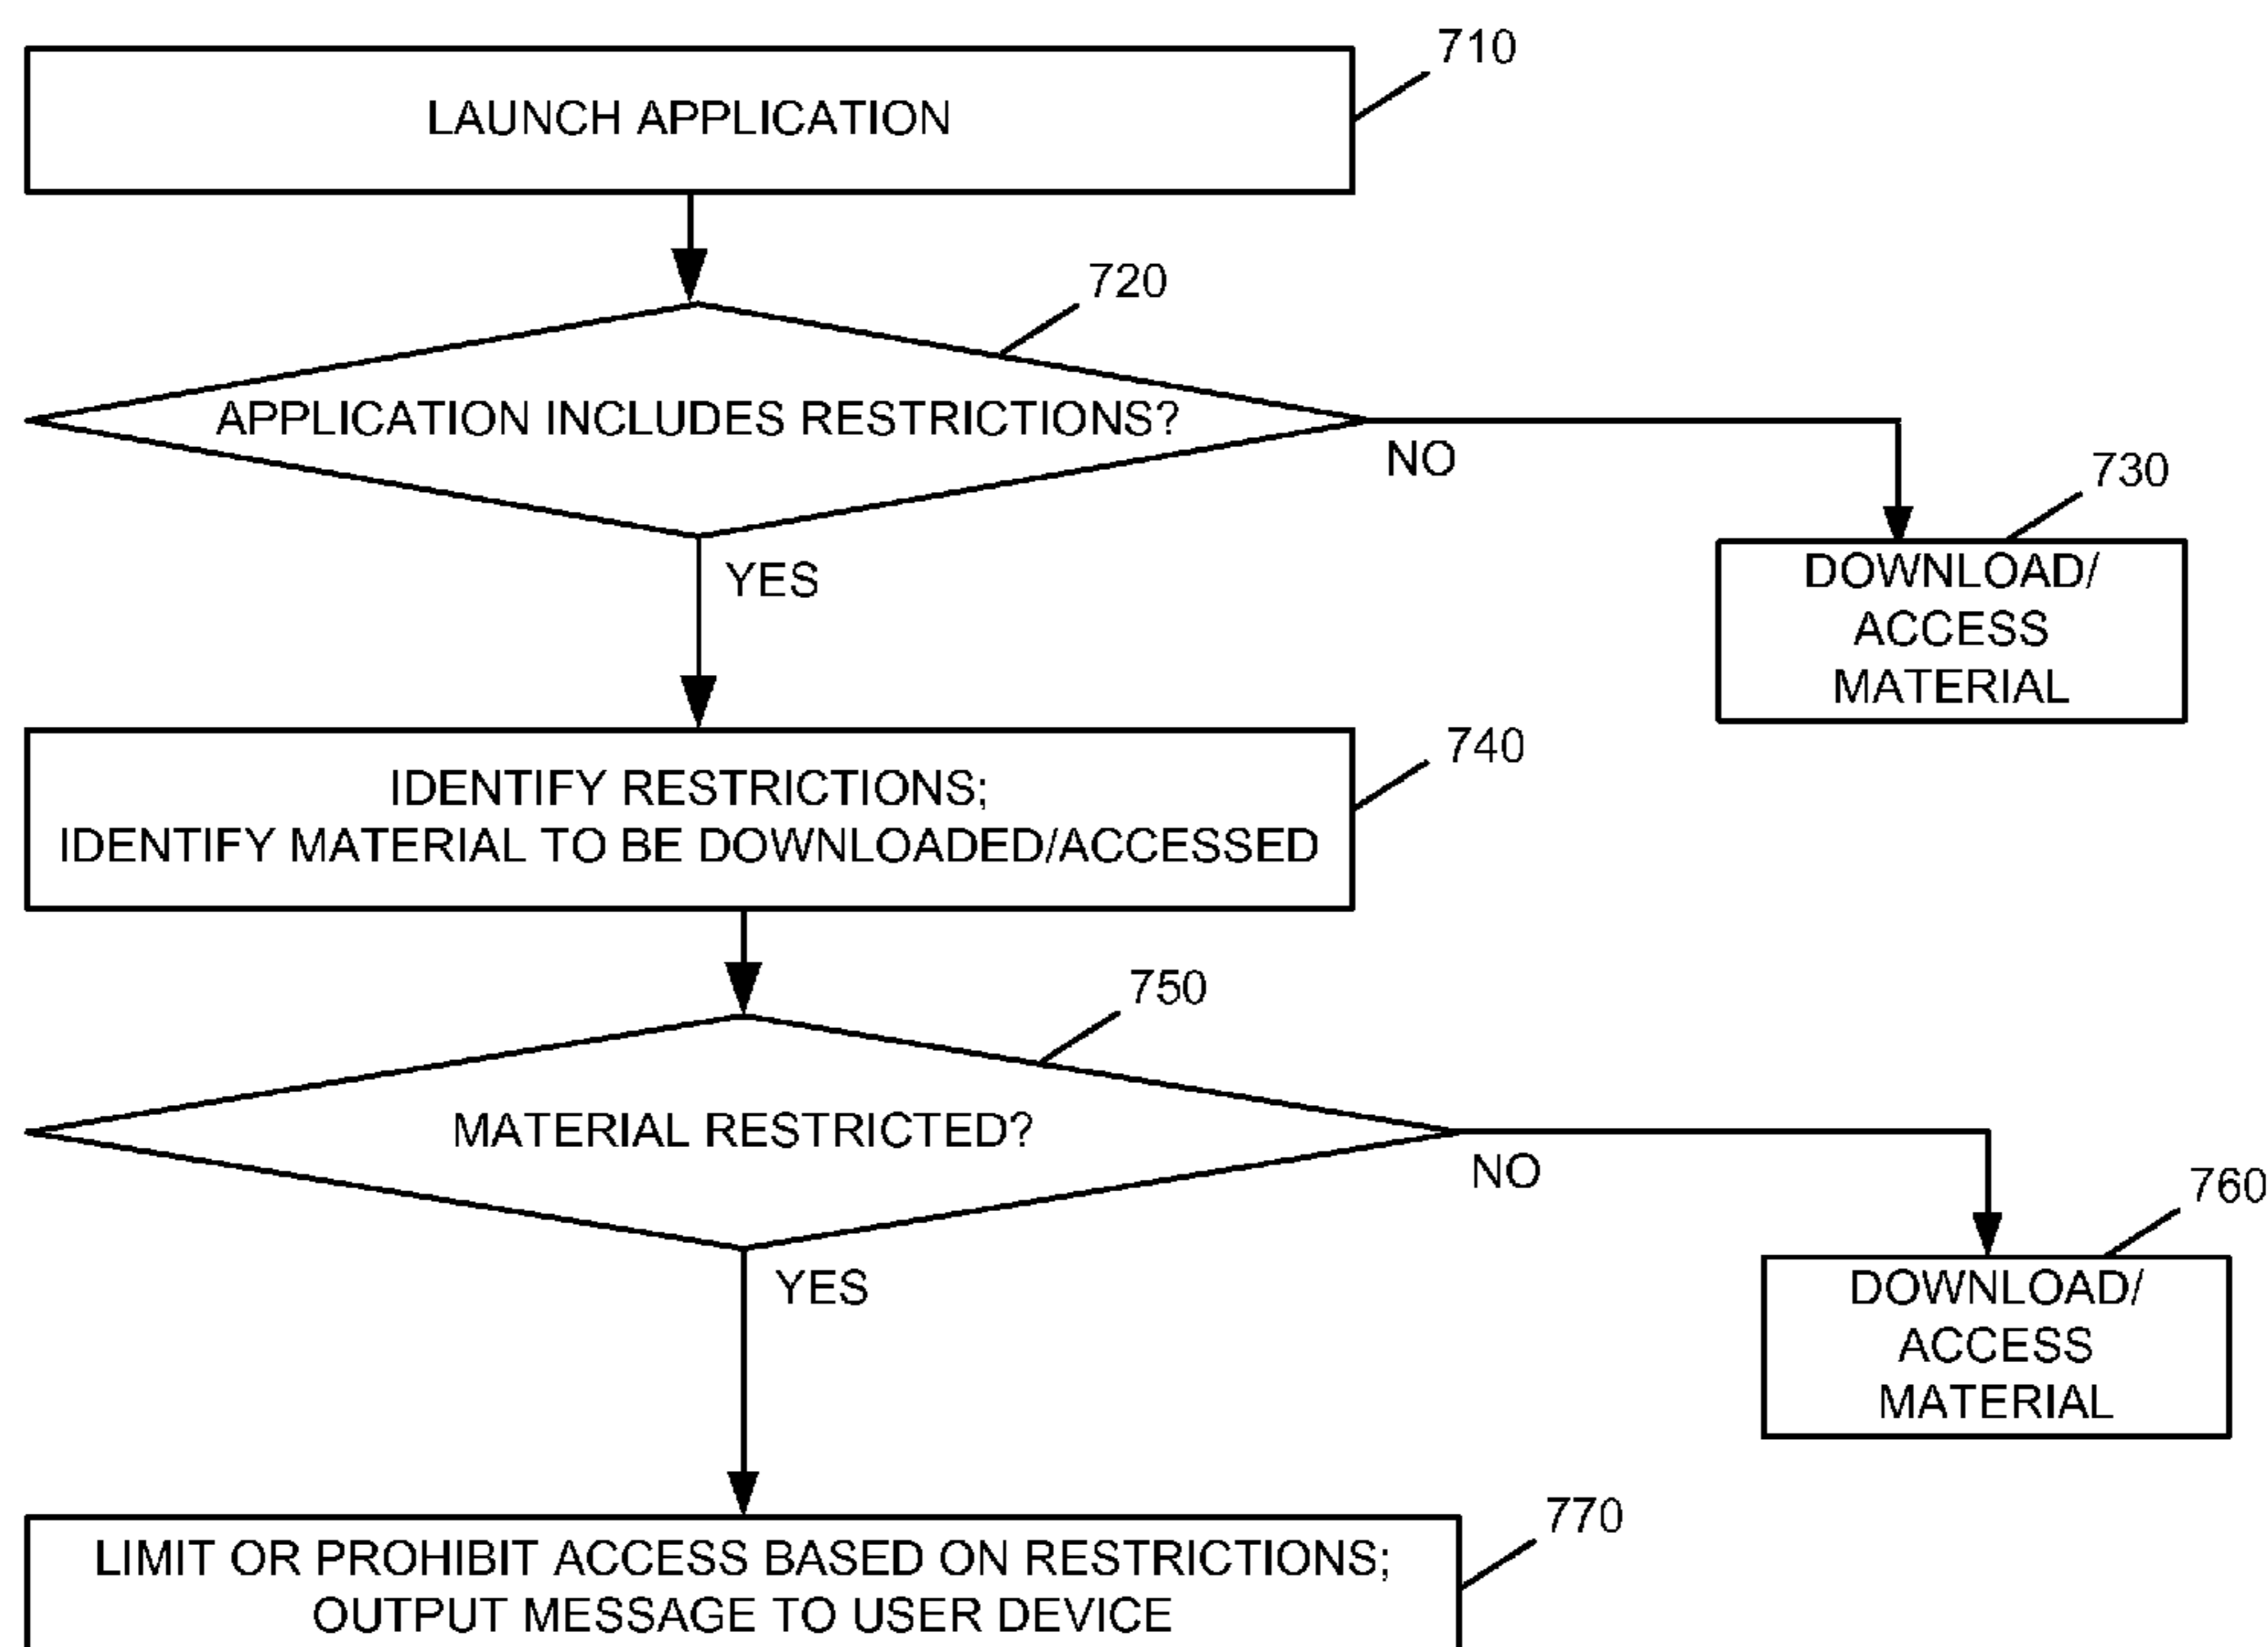 710
LAUNCH APPLICATION
720
APPLICATION INCLUDES RESTRICTIONS?
NO
730
YES
DOWNLOAD/
ACCESS
MATERIAL
740
IDENTIFY RESTRICTIONS;
IDENTIFY MATERIAL TO BE DOWNLOADED/ACCESSED
750
MATERIAL RESTRICTED?
NO
760
YES
DOWNLOAD/
ACCESS
MATERIAL
770
LIMIT OR PROHIBIT ACCESS BASED ON RESTRICTIONS;
OUTPUT MESSAGE TO USER DEVICE